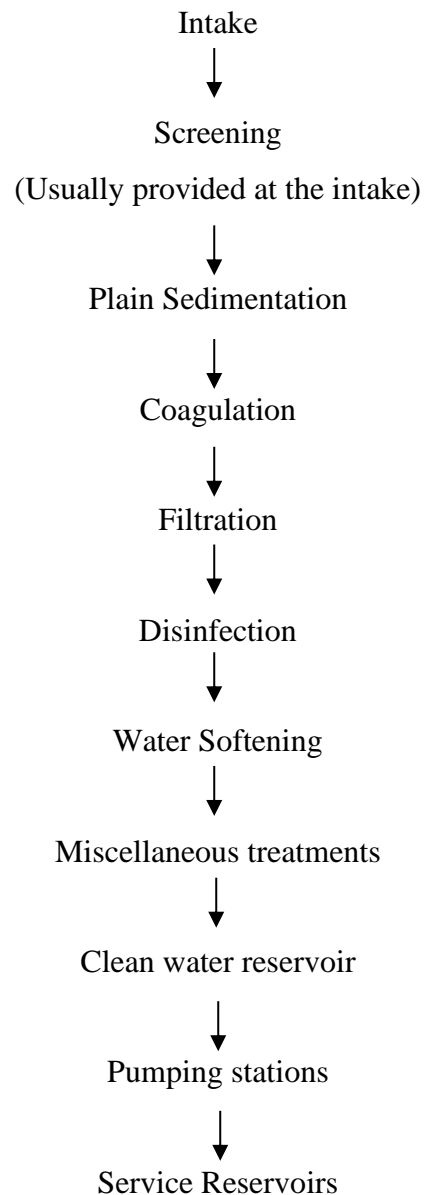 Intake
Screening
(Usually provided at the intake)
Plain Sedimentation
Coagulation
Filtration
Disinfection
Water Softening
Miscellaneous treatments
Clean water reservoir
Pumping stations
Service Reservoirs